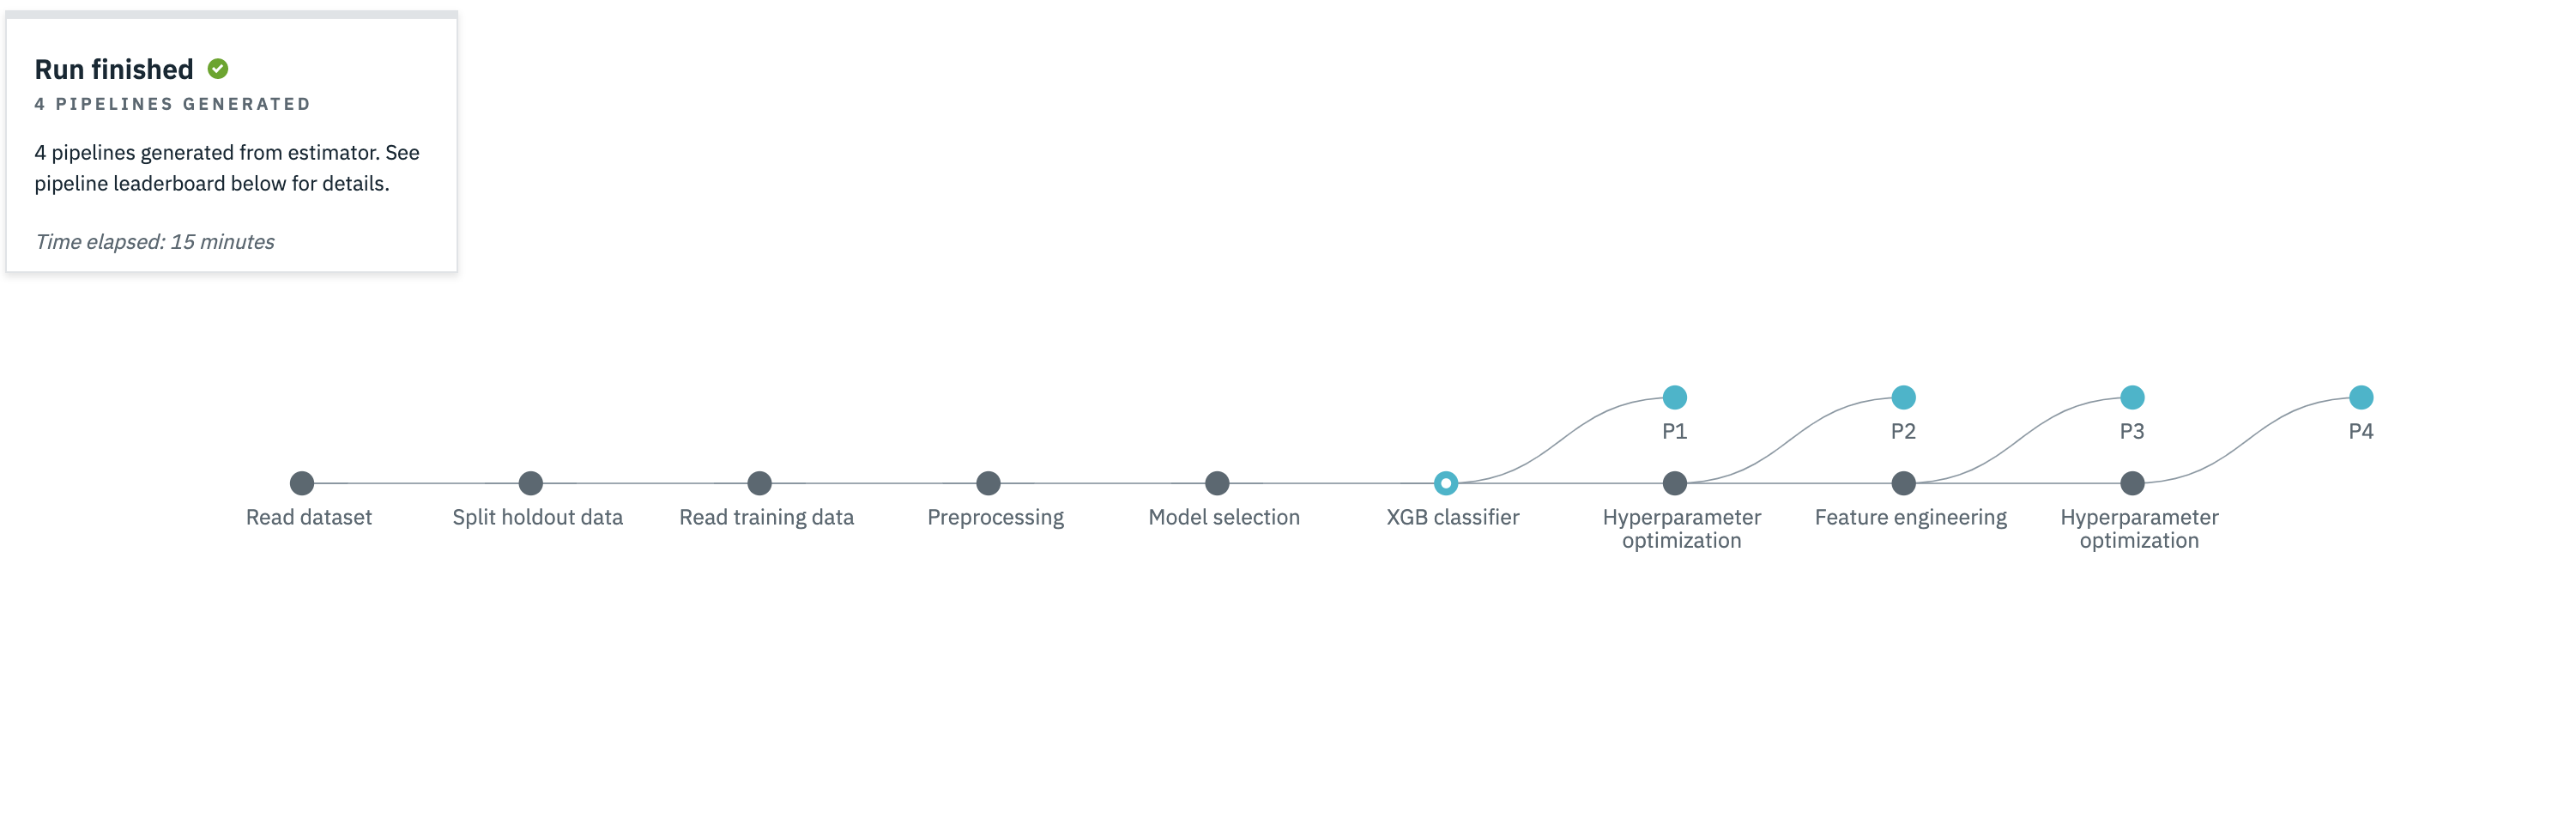 Run finished
4 PIPELINES GENERATED
4 pipelines generated from estimator. See
pipeline leaderboard below for details.
Time elapsed: 15 minutes
P1
P2
P3
P4
Read dataset
Split holdout data
Read training data
Preprocessing
Model selection
XGB classifier
Hyperparameter
optimization
Feature engineering
Hyperparameter
optimization